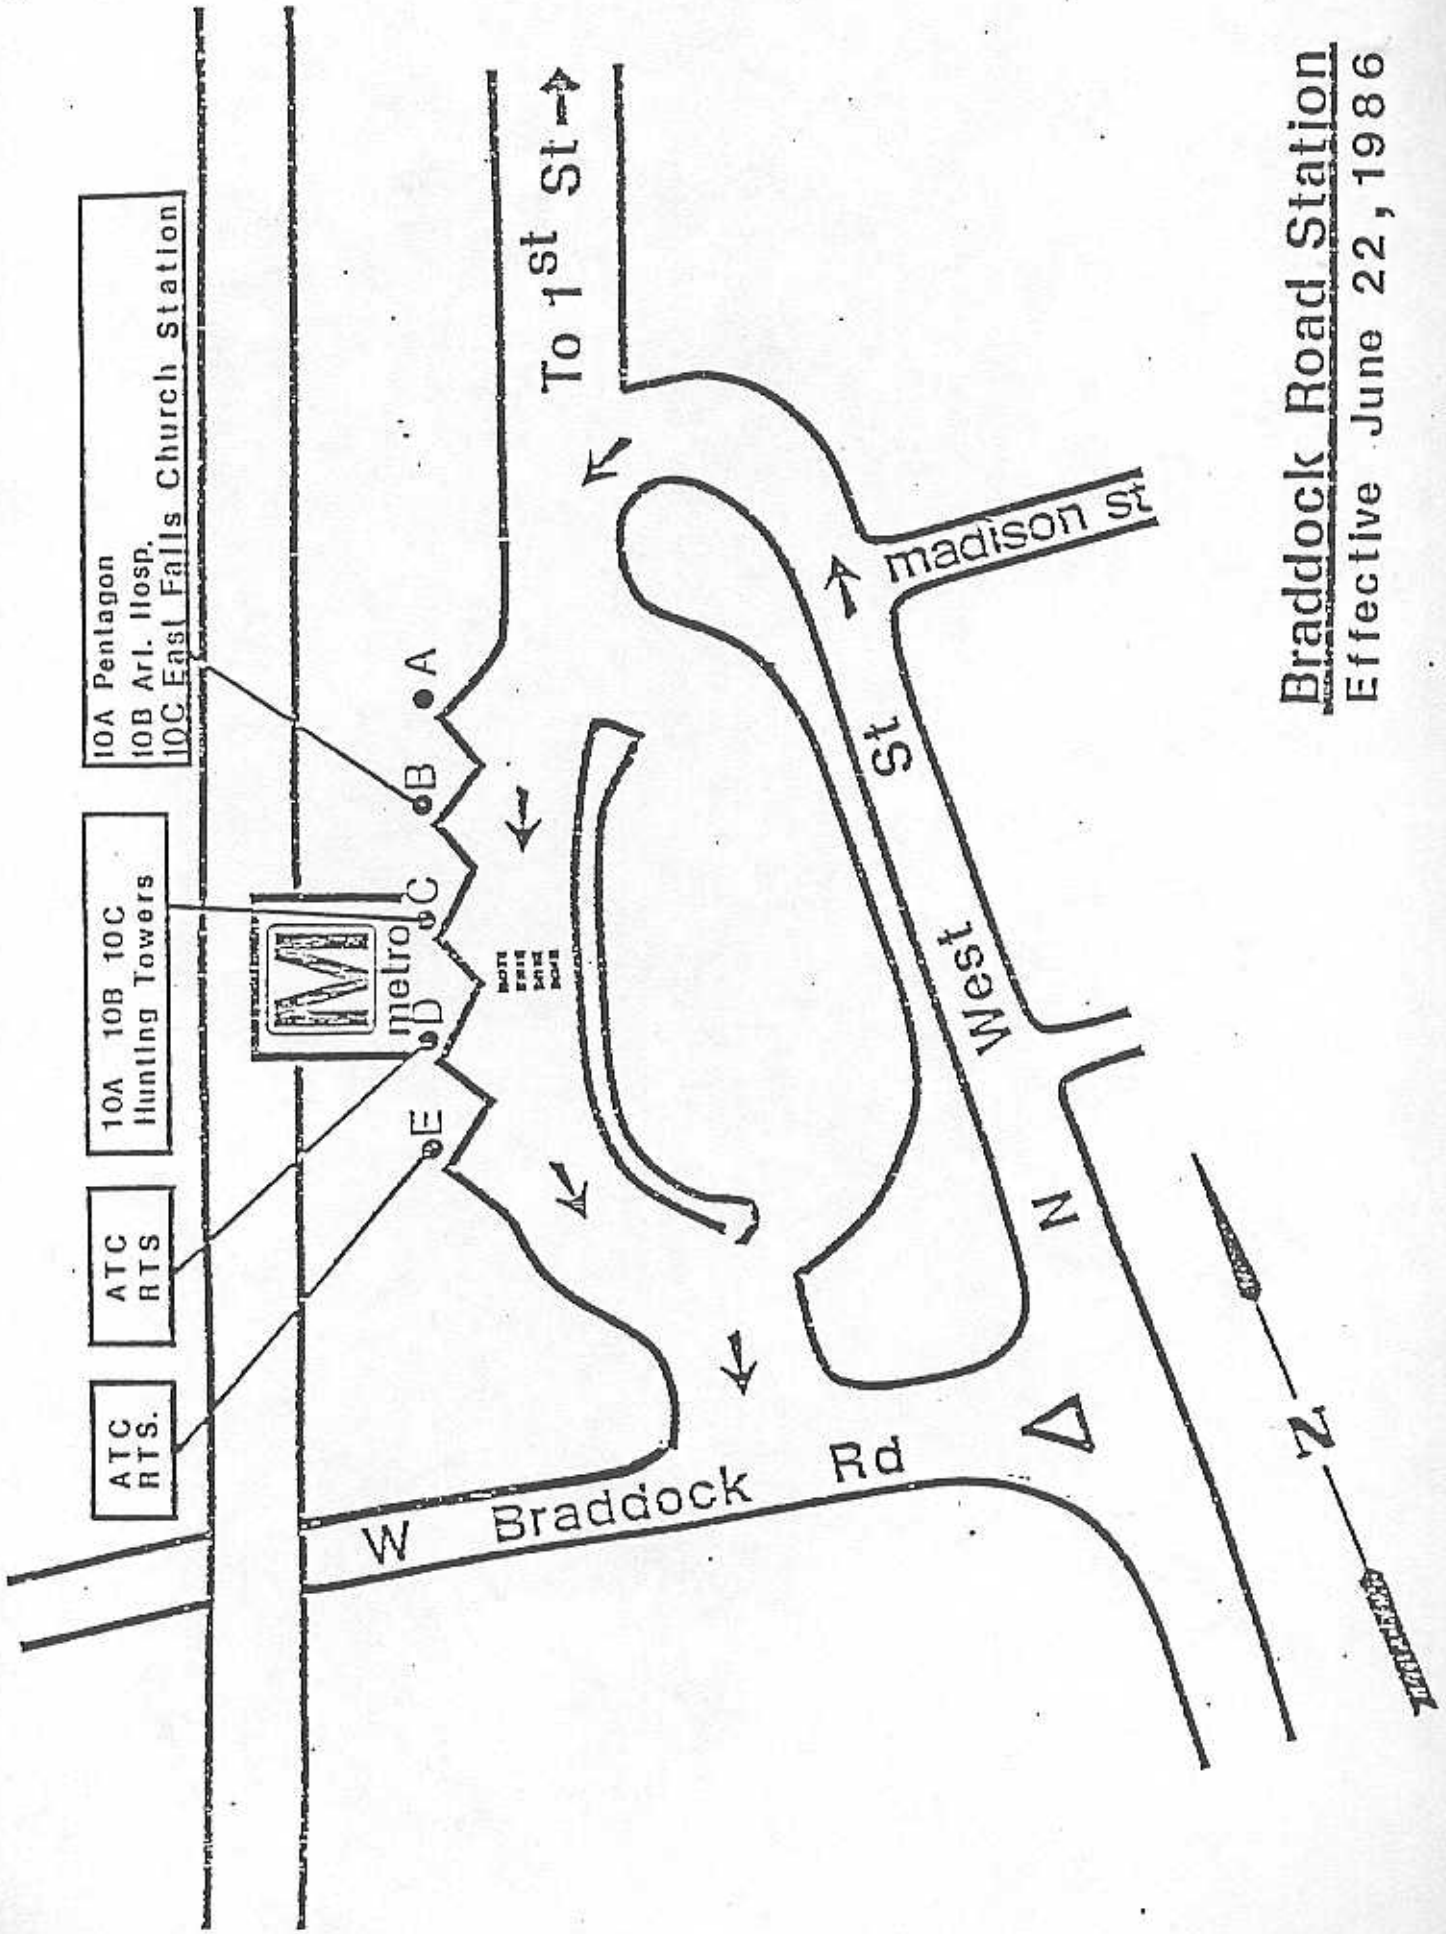 ATC
RTS.
ATC
RTS
10A 10B 10C
Hunting Towers
10A Pentagon
10B Arl. Hosp.
10C East Falls Church Station
M
metro
E
D
C
B
A
To 1st St
W Braddock Rd
N West St
madison st
N
Braddock Road Station
Effective June 22, 1986